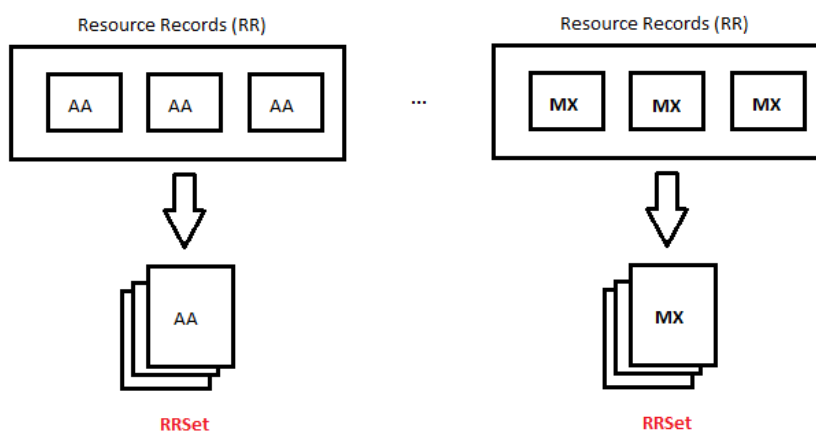 Resource Records (RR)
Resource Records (RR)
AA AA AA
...
MX MX MX
AA
MX
RRSet
RRSet